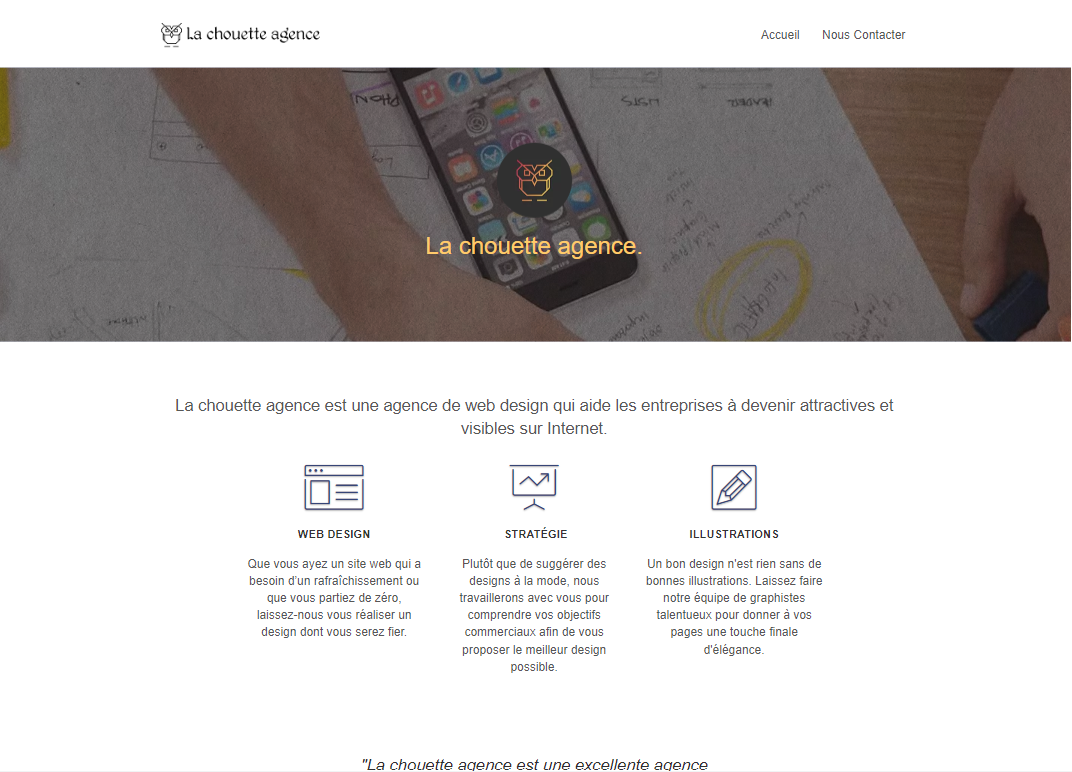 La chouette agence
Accueil
Nous Contacter
PHON
LISTS
La chouette agence.
La chouette agence est une agence de web design qui aide les entreprises à devenir attractives et
visibles sur Internet.
WEB DESIGN
Que vous ayez un site web qui a
besoin d'un rafraîchissement ou
que vous partiez de zéro,
laissez-nous vous réaliser un
design dont vous serez fier.
STRATÉGIE
Plutôt que de suggérer des
designs à la mode, nous
travaillerons avec vous pour
comprendre vos objectifs
commerciaux afin de vous
proposer le meilleur design
possible.
ILLUSTRATIONS
Un bon design n'est rien sans de
bonnes illustrations. Laissez faire
notre équipe de graphistes
talentueux pour donner à vos
pages une touche finale
d'élégance.
"La chouette agence est une excellente agence